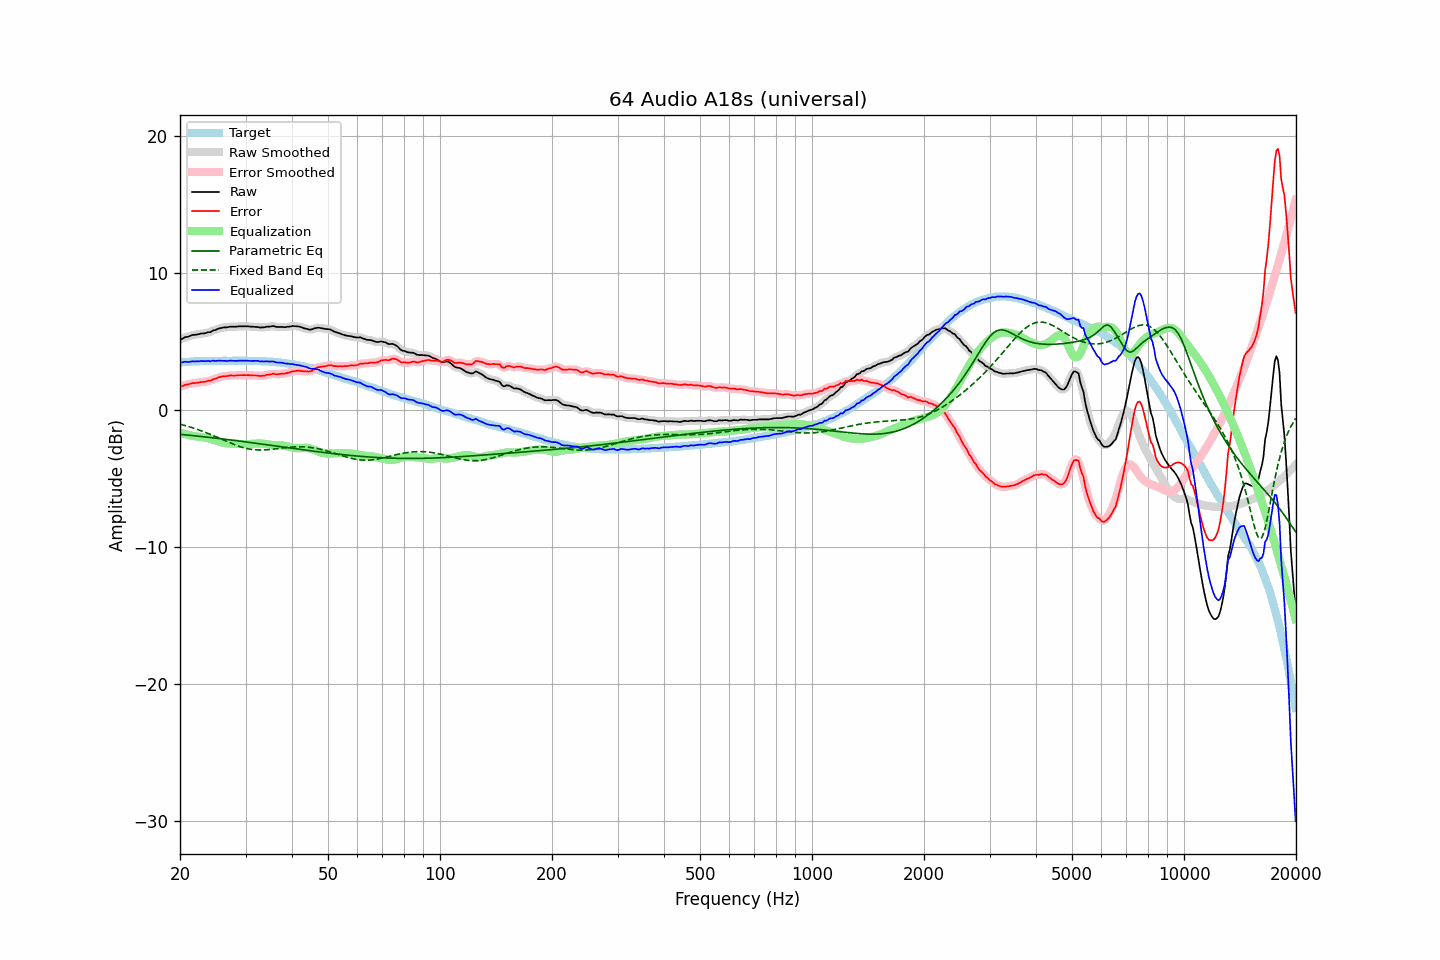 64 Audio A18s (universal)
Target
Raw Smoothed
Error Smoothed
Raw
Error
Equalization
Parametric Eq
Fixed Band Eq
Equalized
20
10
0
−10
−20
−30
Amplitude (dBr)
20
50
100
200
500
1000
2000
5000
10000
20000
Frequency (Hz)